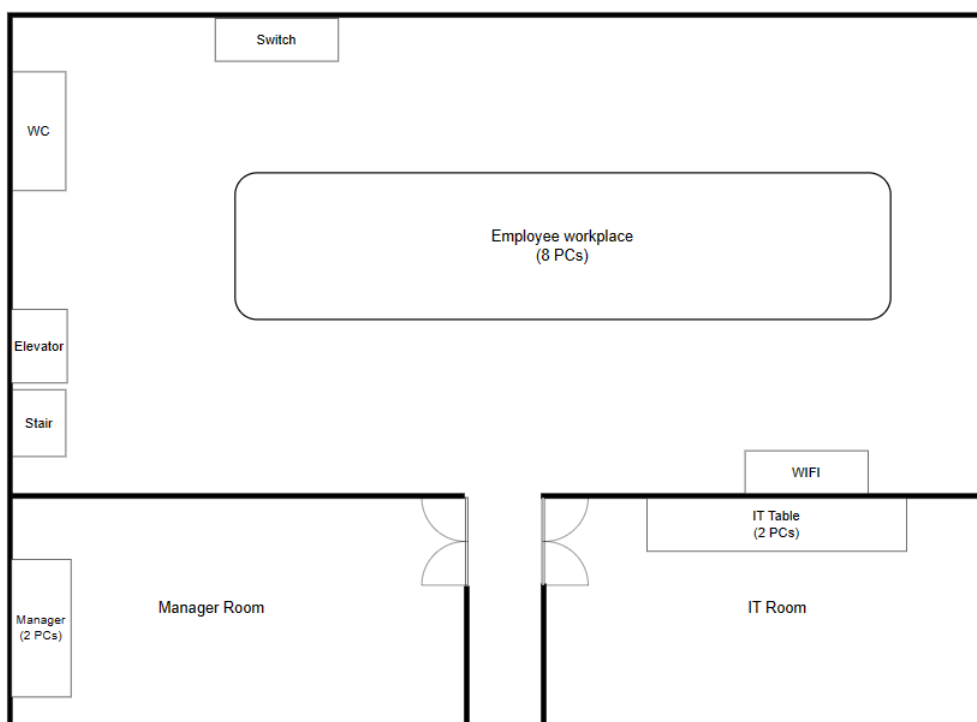 Switch
WC
Employee workplace
(8 PCs)
Elevator
Stair
WIFI
IT Table
(2 PCs)
Manager Room
IT Room
Manager
(2 PCs)